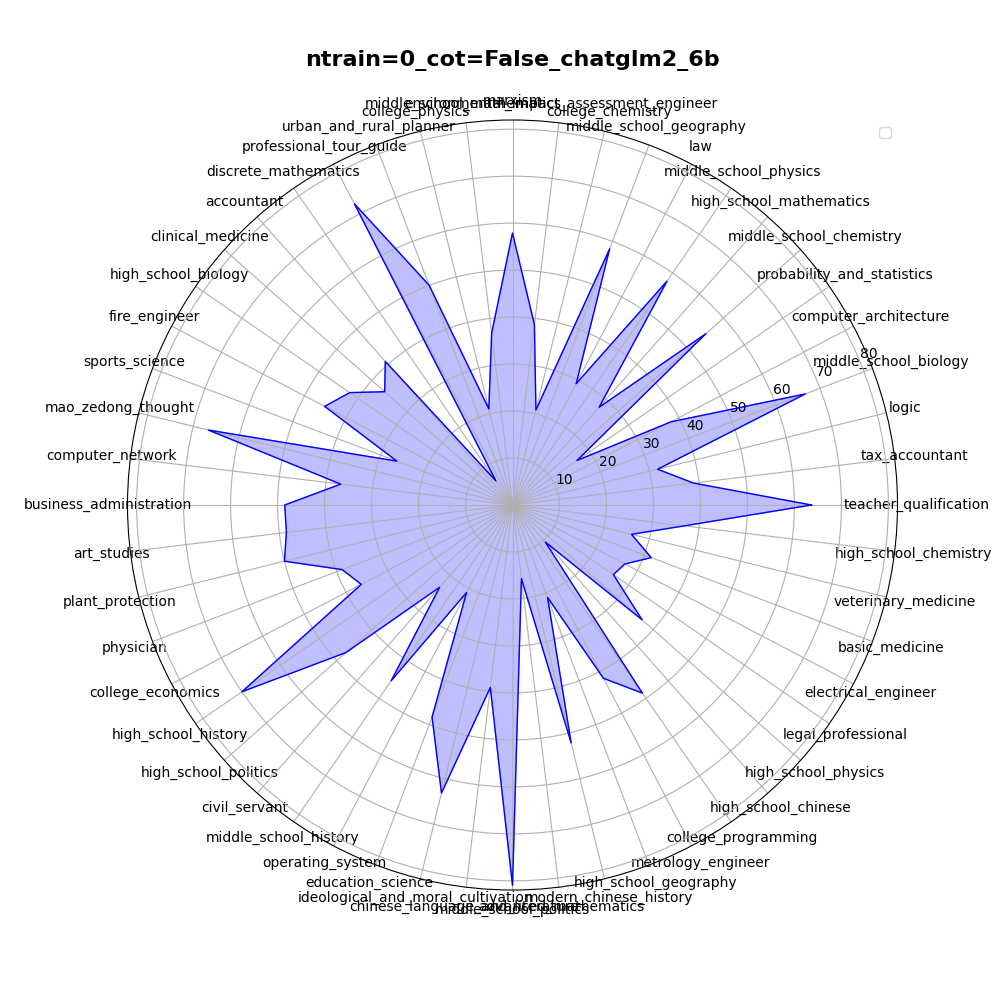 ntrain=0_cot=False_chatglm2_6b
marxism
middle_school_mathematics
environmental_impact_assessment_engineer
college_physics
college_chemistry
urban_and_rural_planner
middle_school_geography
professional_tour_guide
law
discrete_mathematics
middle_school_physics
accountant
high_school_mathematics
clinical_medicine
middle_school_chemistry
high_school_biology
probability_and_statistics
fire_engineer
computer_architecture
sports_science
80
middle_school_biology
70
60
mao_zedong_thought
50
logic
40
30
computer_network
20
tax_accountant
10
business_administration
teacher_qualification
art_studies
high_school_chemistry
plant_protection
veterinary_medicine
physician
basic_medicine
college_economics
electrical_engineer
high_school_history
legal_professional
high_school_politics
high_school_physics
civil_servant
high_school_chinese
middle_school_history
college_programming
operating_system
metrology_engineer
education_science
high_school_geography
ideological_and_moral_cultivation
modern_chinese_history
chinese_language_and_literature
advanced_mathematics
middle_school_politics